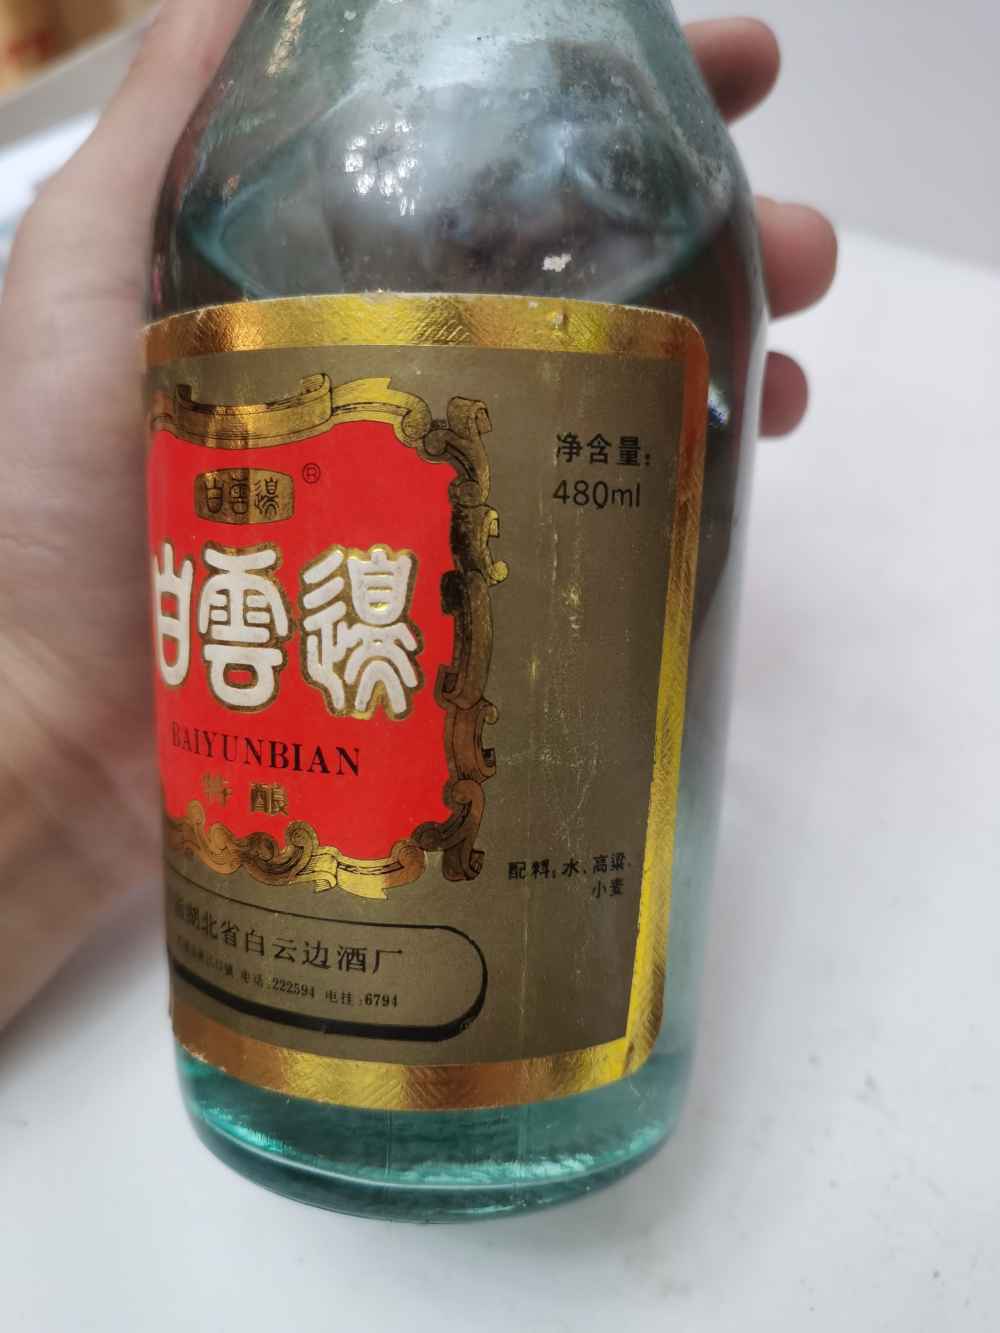 白雲邊®
白雲邊
BAIYUNBIAN
特酿
净含量:
480ml
配料:水、高粱、
小麦
湖北省白云边酒厂
电话:222594 电挂:6794